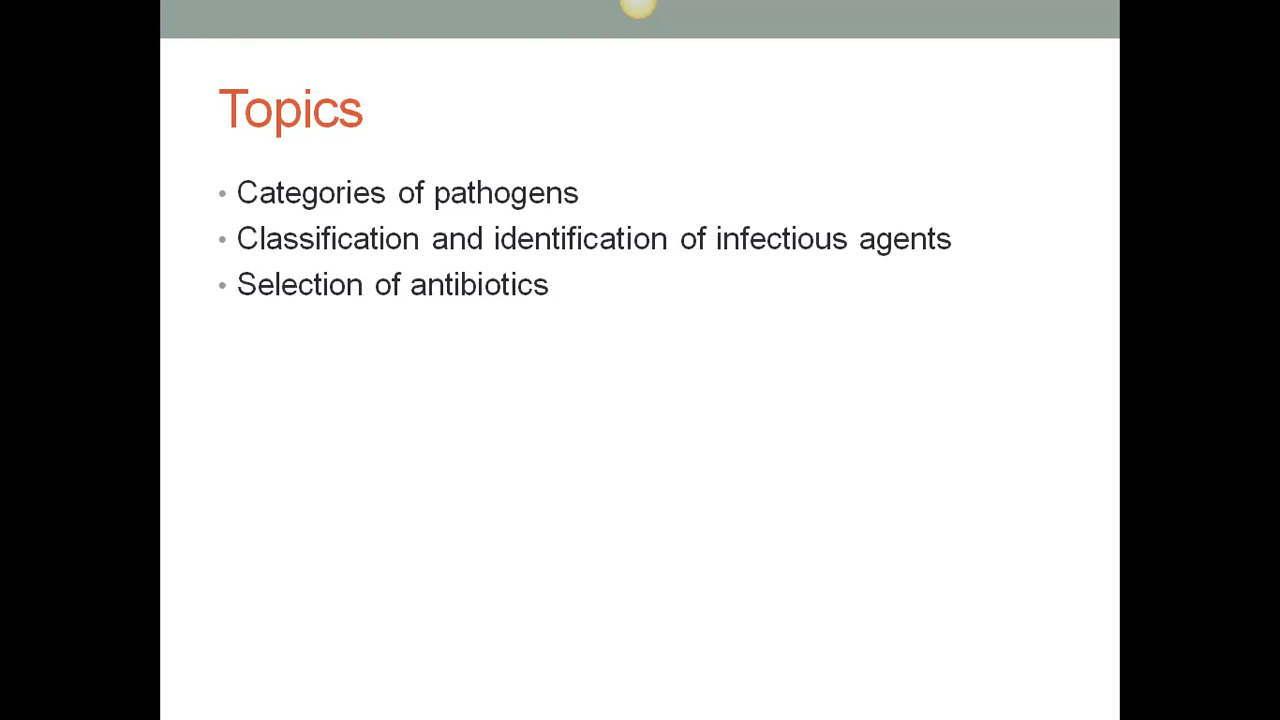 Topics
• Categories of pathogens
• Classification and identification of infectious agents
• Selection of antibiotics